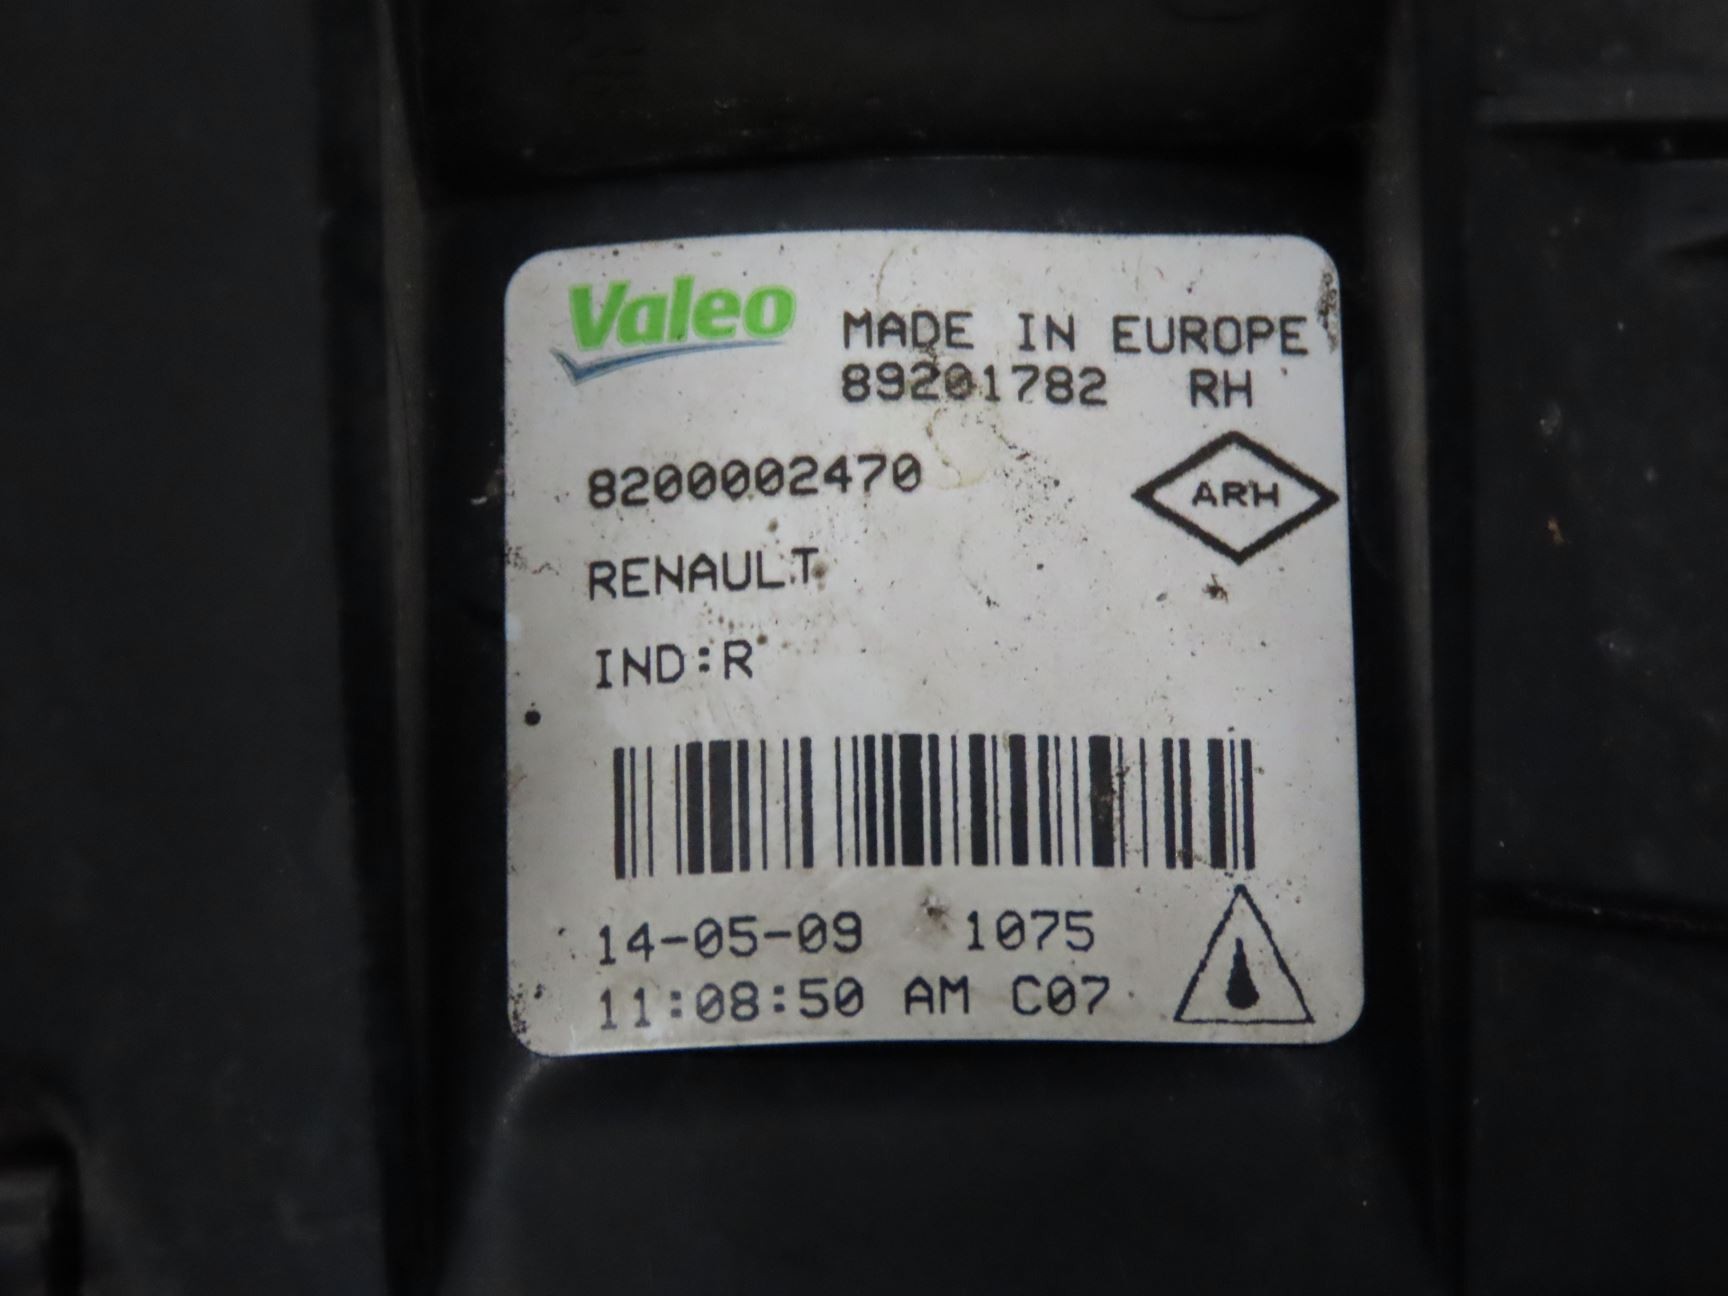 Valeo
MADE IN EUROPE
89201782 RH
8200002470
ARH
RENAULT
IND:R
14-05-09 1075
11:08:50 AM C07